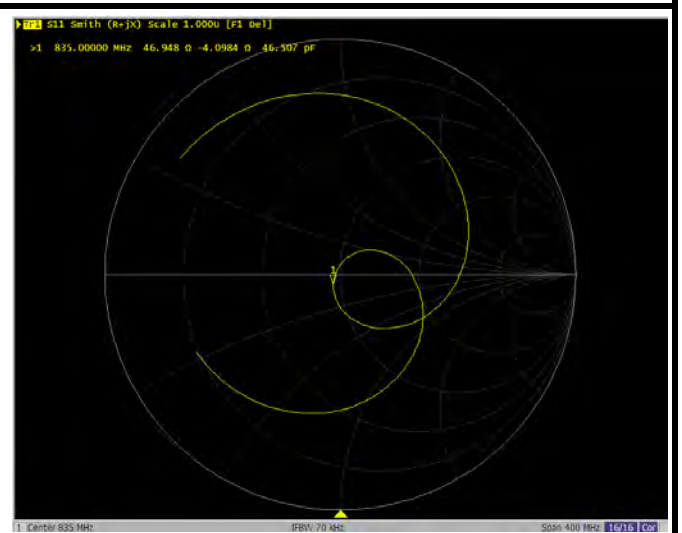 Tr1 S11 Smith (R+jX) Scale 1.000U [F1 Del]
>1 835.00000 MHz 46.948 Ω -4.0984 Ω 46.507 pF
1
1 Center 835 MHz IFBW 70 kHz Span 400 MHz 16/16 Cor